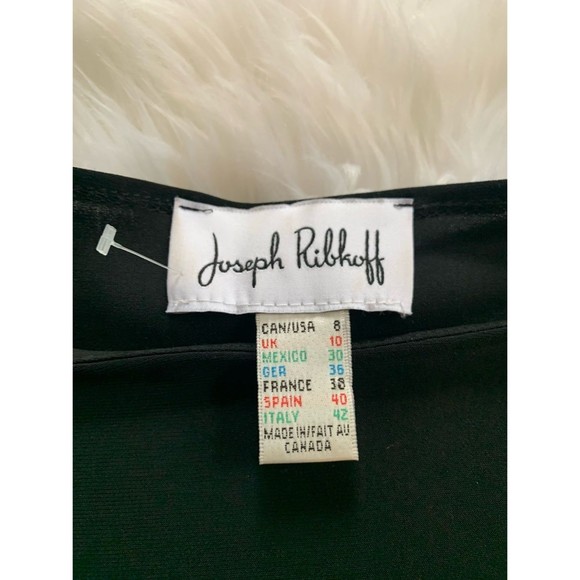 Joseph Ribkoff
CAN/USA 8
UK 10
MEXICO 30
GER 36
FRANCE 38
SPAIN 40
ITALY 42
MADE IN/FAIT AU
CANADA